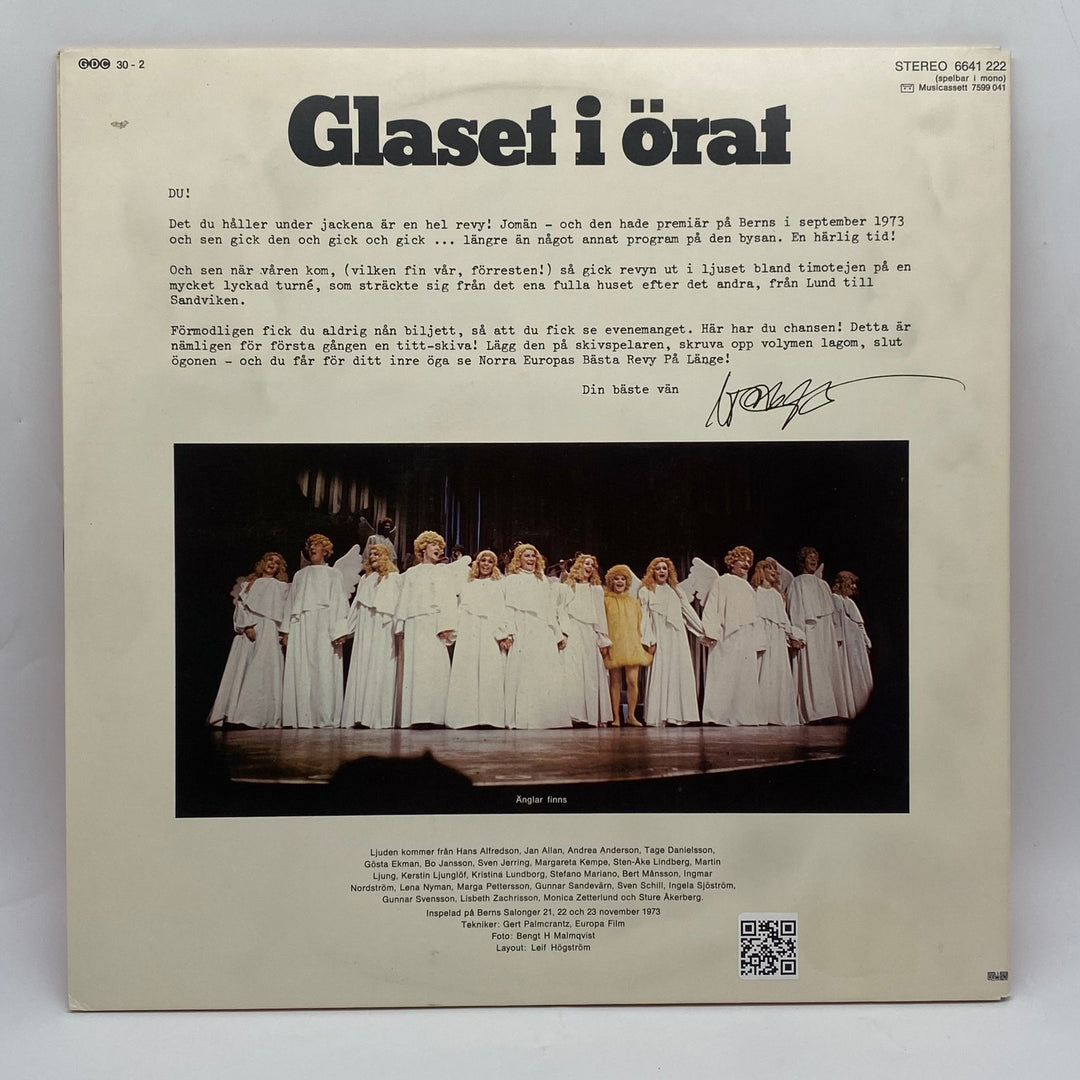 GDC 30 - 2
STEREO 6641 222
(spelbar i mono)
Musicassett 7599 041
Glaset i örat
DU!
Det du håller under jackena är en hel revy! Jomän - och den hade premiär på Berns i september 1973
och sen gick den och gick och gick ... längre än något annat program på den bysan. En härlig tid!
Och sen när våren kom, (vilken fin vår, förresten!) så gick revyn ut i ljuset bland timotejen på en
mycket lyckad turné, som sträckte sig från det ena fulla huset efter det andra, från Lund till
Sandviken.
Förmodligen fick du aldrig nån biljett, så att du fick se evenemanget. Här har du chansen! Detta är
nämligen för första gången en titt-skiva! Lägg den på skivspelaren, skruva opp volymen lagom, slut
ögonen - och du får för ditt inre öga se Norra Europas Bästa Revy På Länge!
Din bäste vän
Änglar finns
Ljuden kommer från Hans Alfredson, Jan Allan, Andrea Anderson, Tage Danielsson,
Gösta Ekman, Bo Jansson, Sven Jerring, Margareta Kempe, Sten-Åke Lindberg, Martin
Ljung, Kerstin Ljunglöf, Kristina Lundborg, Stefano Mariano, Bert Månsson, Ingmar
Nordström, Lena Nyman, Marga Pettersson, Gunnar Sandevärn, Sven Schill, Ingela Sjöström,
Gunnar Svensson, Lisbeth Zachrisson, Monica Zetterlund och Sture Åkerberg.
Inspelad på Berns Salonger 21, 22 och 23 november 1973
Tekniker: Gert Palmcrantz, Europa Film
Foto: Bengt H Malmqvist
Layout: Leif Högström